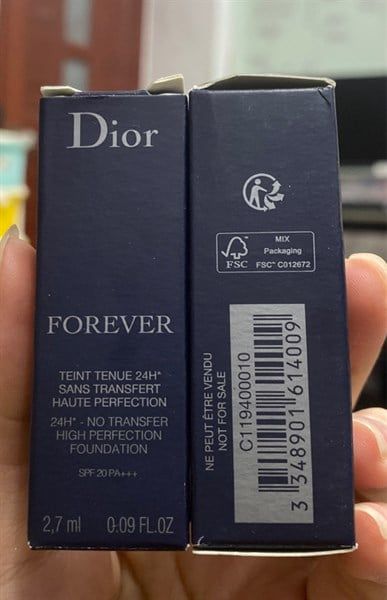 Dior
FOREVER
TEINT TENUE 24H*
SANS TRANSFERT
HAUTE PERFECTION
24H* - NO TRANSFER
HIGH PERFECTION
FOUNDATION
SPF 20 PA+++
2,7 ml 0.09 FL.OZ
FSC
MIX
Packaging
FSC™ C012672
NE PEUT ÊTRE VENDU
NOT FOR SALE
C119400010
3 348901 614009